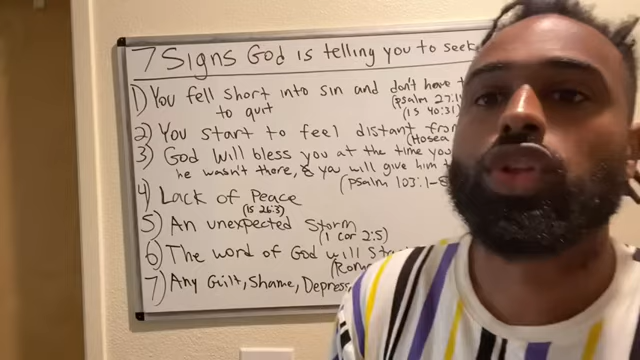 7 Signs God is telling you to seek
1) You fell short into sin and don't have
to quit (psalm 27:1
(is 40:31)
2) You start to feel distant from
(Hosea
3) God will bless you at the time you
he wasn't there, & you will give him
(psalm 103:1-
4) Lack of Peace
(is 26:3)
5) An unexpected Storm
(1 cor 2:5)
6) The word of God will
7) Any Guilt, Shame,